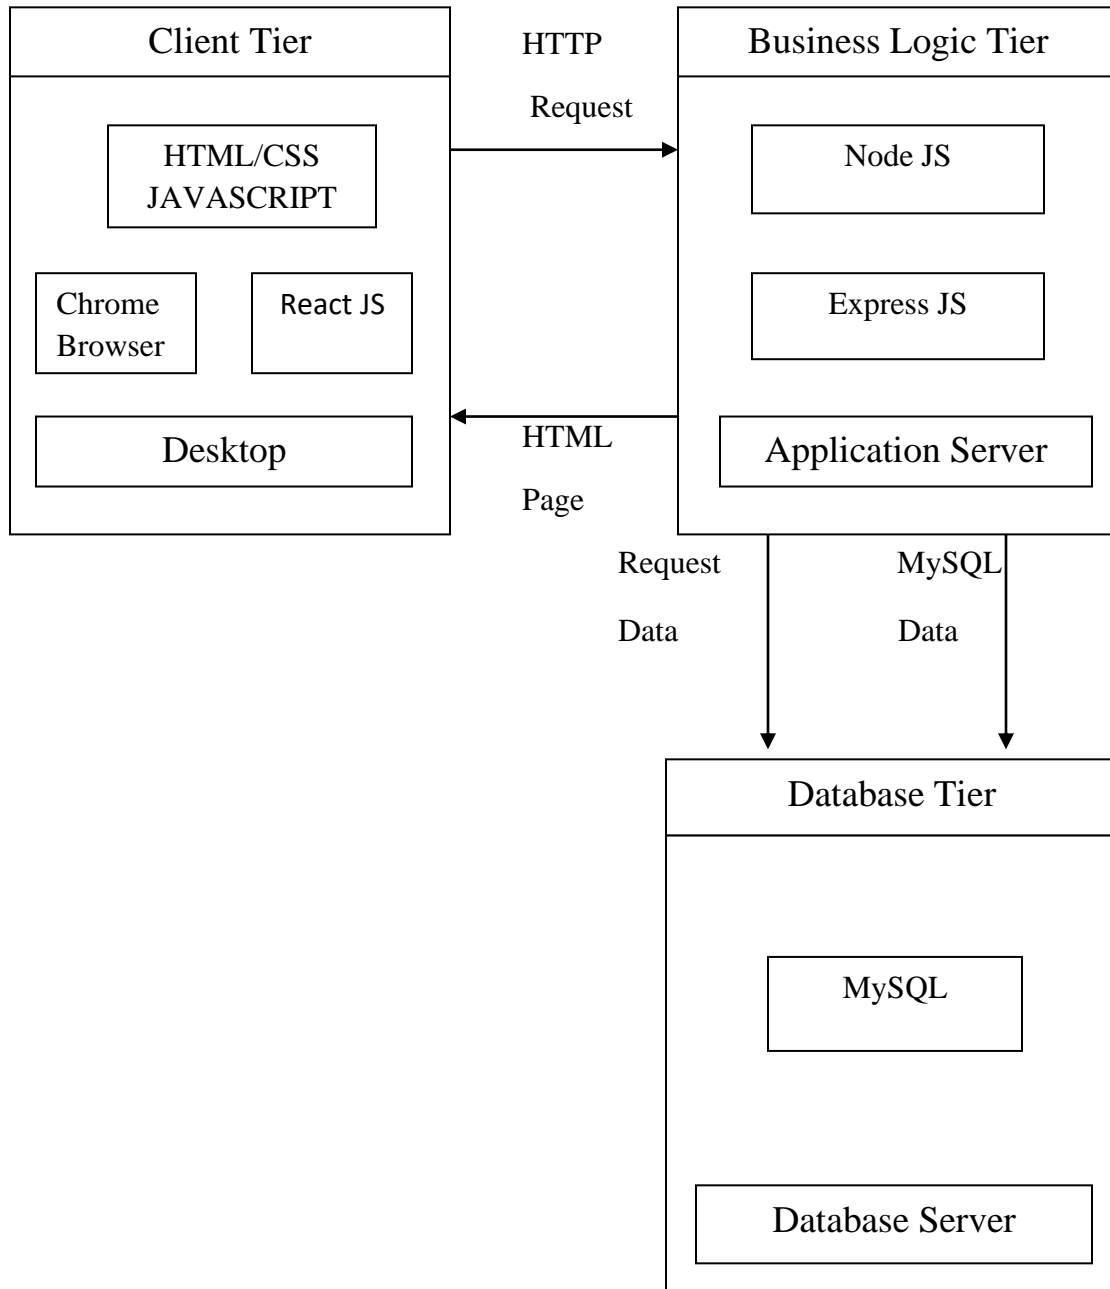 Client Tier
HTML/CSS
JAVASCRIPT
Chrome
Browser
React JS
Desktop
HTTP
Request
HTML
Page
Business Logic Tier
Node JS
Express JS
Application Server
Request
Data
MySQL
Data
Database Tier
MySQL
Database Server